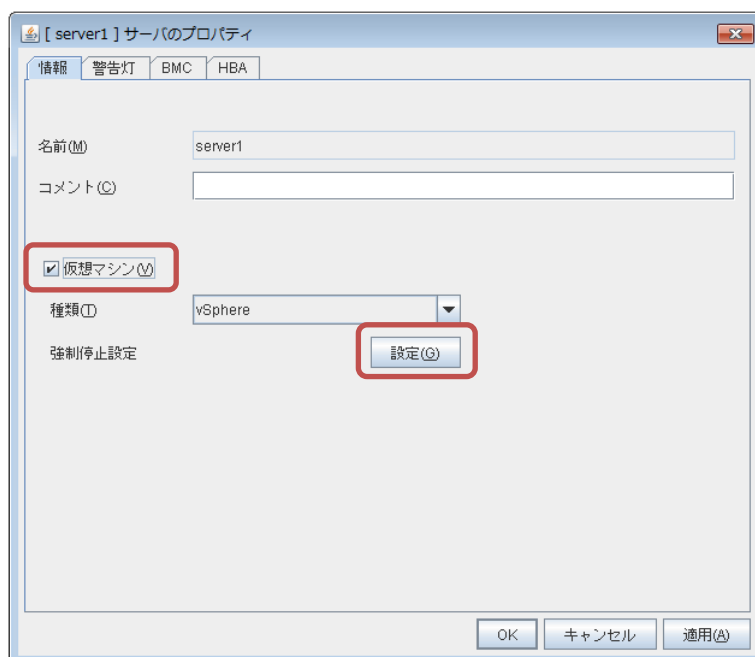 [ server1 ] サーバのプロパティ
情報 警告灯 BMC HBA
名前(M) server1
コメント(C)
仮想マシン(V)
種類(T) vSphere
強制停止設定 設定(G)
OK キャンセル 適用(A)